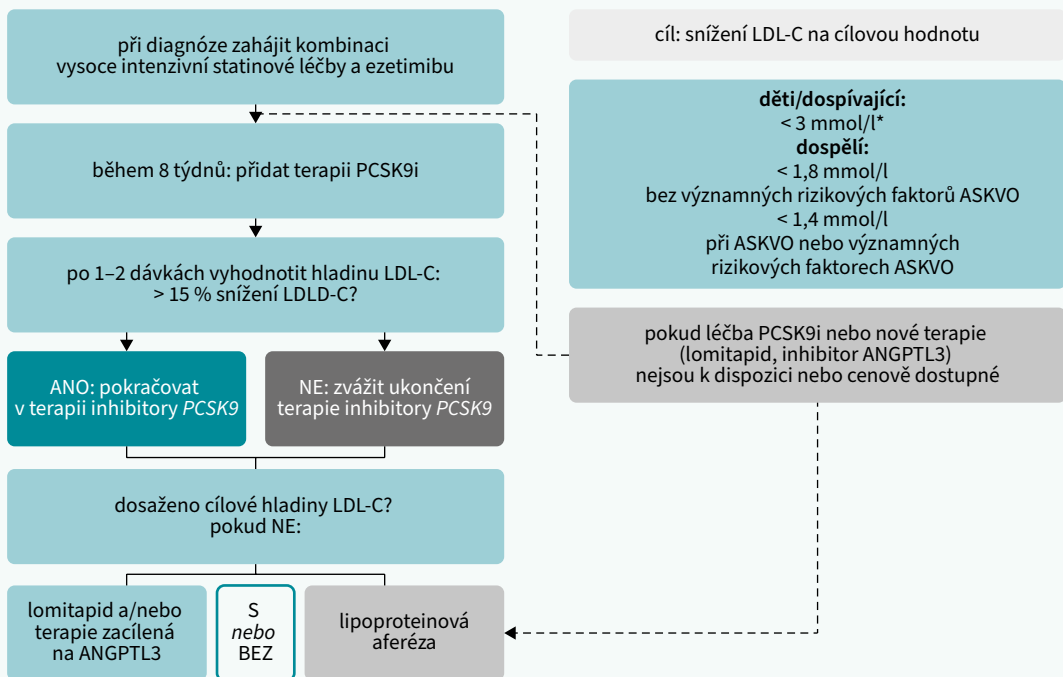 při diagnóze zahájit kombinaci
vysoce intenzivní statinové léčby a ezetimibu
během 8 týdnů: přidat terapii PCSK9i
po 1–2 dávkách vyhodnotit hladinu LDL-C:
> 15 % snížení LDLD-C?
ANO: pokračovat
v terapii inhibitory PCSK9
NE: zvážit ukončení
terapie inhibitory PCSK9
dosaženo cílové hladiny LDL-C?
pokud NE:
lomitapid a/nebo
terapie zacílená
na ANGPTL3
S
nebo
BEZ
lipoproteinová
aferéza
cíl: snížení LDL-C na cílovou hodnotu
děti/dospívající:
< 3 mmol/l*
dospělí:
< 1,8 mmol/l
bez významných rizikových faktorů ASKVO
< 1,4 mmol/l
při ASKVO nebo významných
rizikových faktorech ASKVO
pokud léčba PCSK9i nebo nové terapie
(lomitapid, inhibitor ANGPTL3)
nejsou k dispozici nebo cenově dostupné